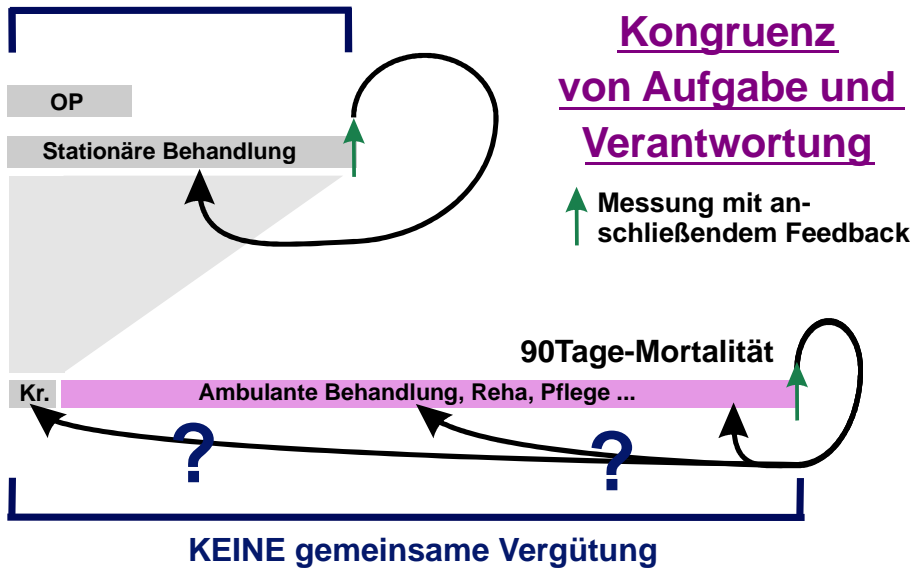 Kongruenz
von Aufgabe und
Verantwortung
OP
Stationäre Behandlung
Messung mit an-
schließendem Feedback
90Tage-Mortalität
Kr.
Ambulante Behandlung, Reha, Pflege ...
? ?
KEINE gemeinsame Vergütung